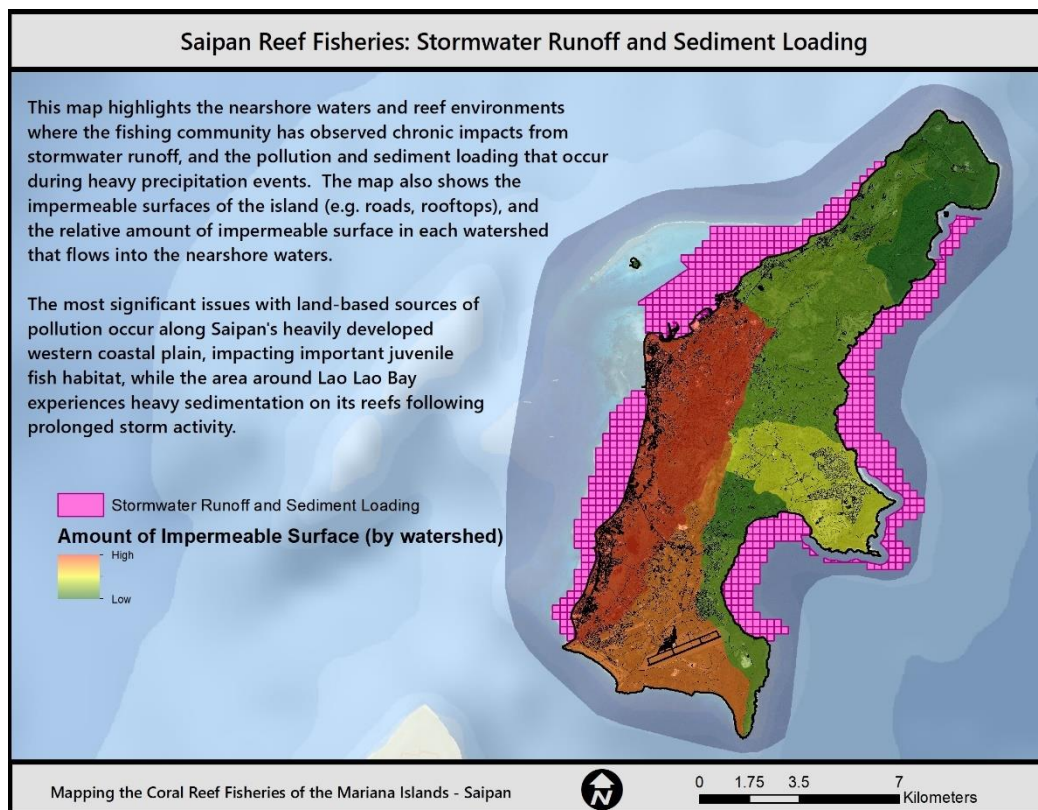 Saipan Reef Fisheries: Stormwater Runoff and Sediment Loading
This map highlights the nearshore waters and reef environments
where the fishing community has observed chronic impacts from
stormwater runoff, and the pollution and sediment loading that occur
during heavy precipitation events.  The map also shows the
impermeable surfaces of the island (e.g. roads, rooftops), and
the relative amount of impermeable surface in each watershed
that flows into the nearshore waters.
The most significant issues with land-based sources of
pollution occur along Saipan's heavily developed
western coastal plain, impacting important juvenile
fish habitat, while the area around Lao Lao Bay
experiences heavy sedimentation on its reefs following
prolonged storm activity.
Stormwater Runoff and Sediment Loading
Amount of Impermeable Surface (by watershed)
High
Low
Mapping the Coral Reef Fisheries of the Mariana Islands - Saipan
N
0 1.75 3.5 7
Kilometers